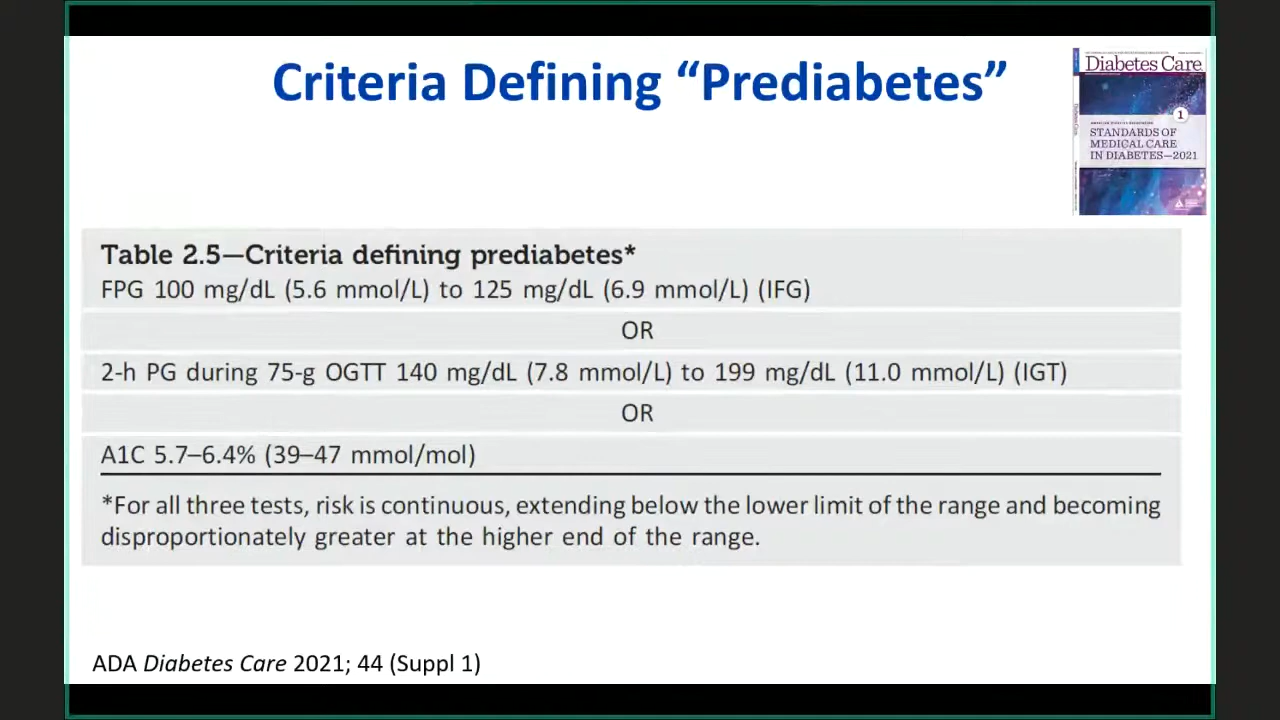 Criteria Defining “Prediabetes”
Diabetes Care
1
STANDARDS OF
MEDICAL CARE
IN DIABETES—2021
Table 2.5—Criteria defining prediabetes*
FPG 100 mg/dL (5.6 mmol/L) to 125 mg/dL (6.9 mmol/L) (IFG)
OR
2-h PG during 75-g OGTT 140 mg/dL (7.8 mmol/L) to 199 mg/dL (11.0 mmol/L) (IGT)
OR
A1C 5.7–6.4% (39–47 mmol/mol)
*For all three tests, risk is continuous, extending below the lower limit of the range and becoming
disproportionately greater at the higher end of the range.
ADA Diabetes Care 2021; 44 (Suppl 1)